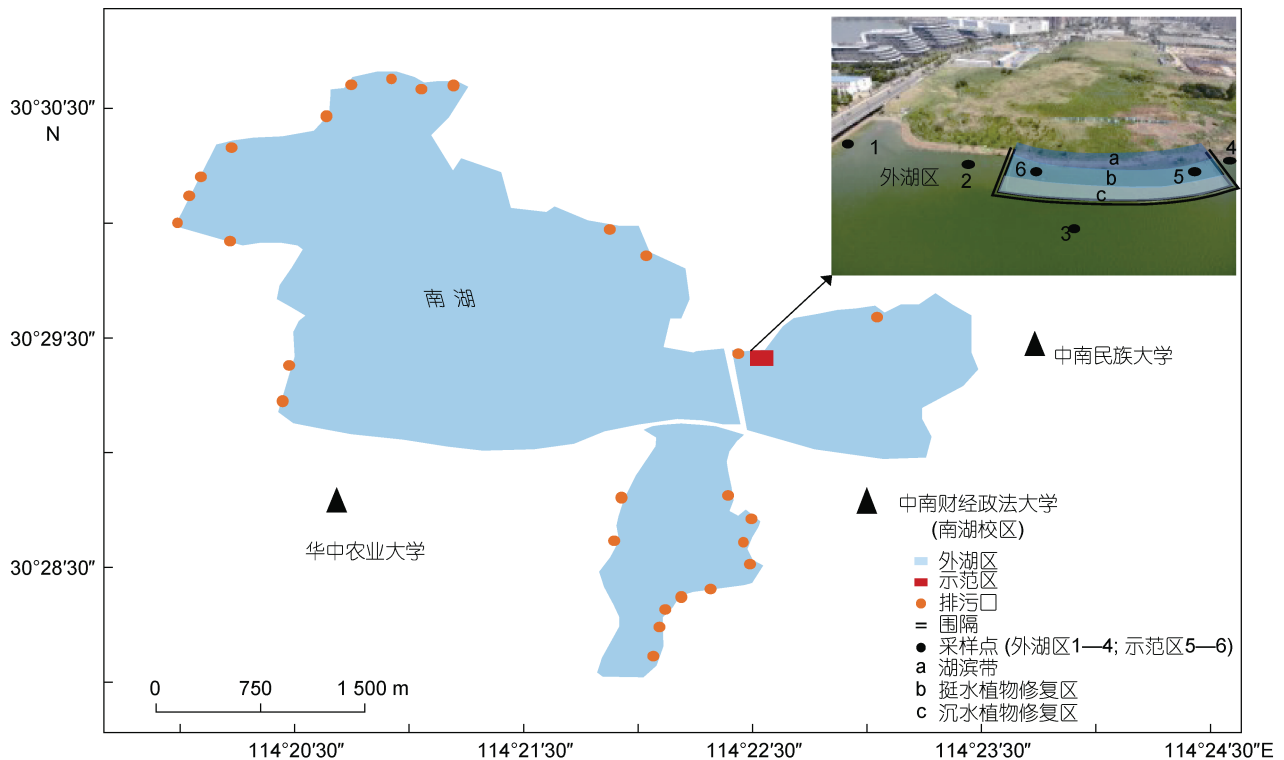 30°30′30″
N
30°29′30″
30°28′30″
1
外湖区
2
3
4
5
6
a
b
c
南 湖
中南民族大学
华中农业大学
中南财经政法大学
(南湖校区)
外湖区
示范区
排污口
围隔
采样点 (外湖区1—4; 示范区5—6)
a 湖滨带
b 挺水植物修复区
c 沉水植物修复区
0 750 1 500 m
114°20′30″ 114°21′30″ 114°22′30″ 114°23′30″ 114°24′30″E